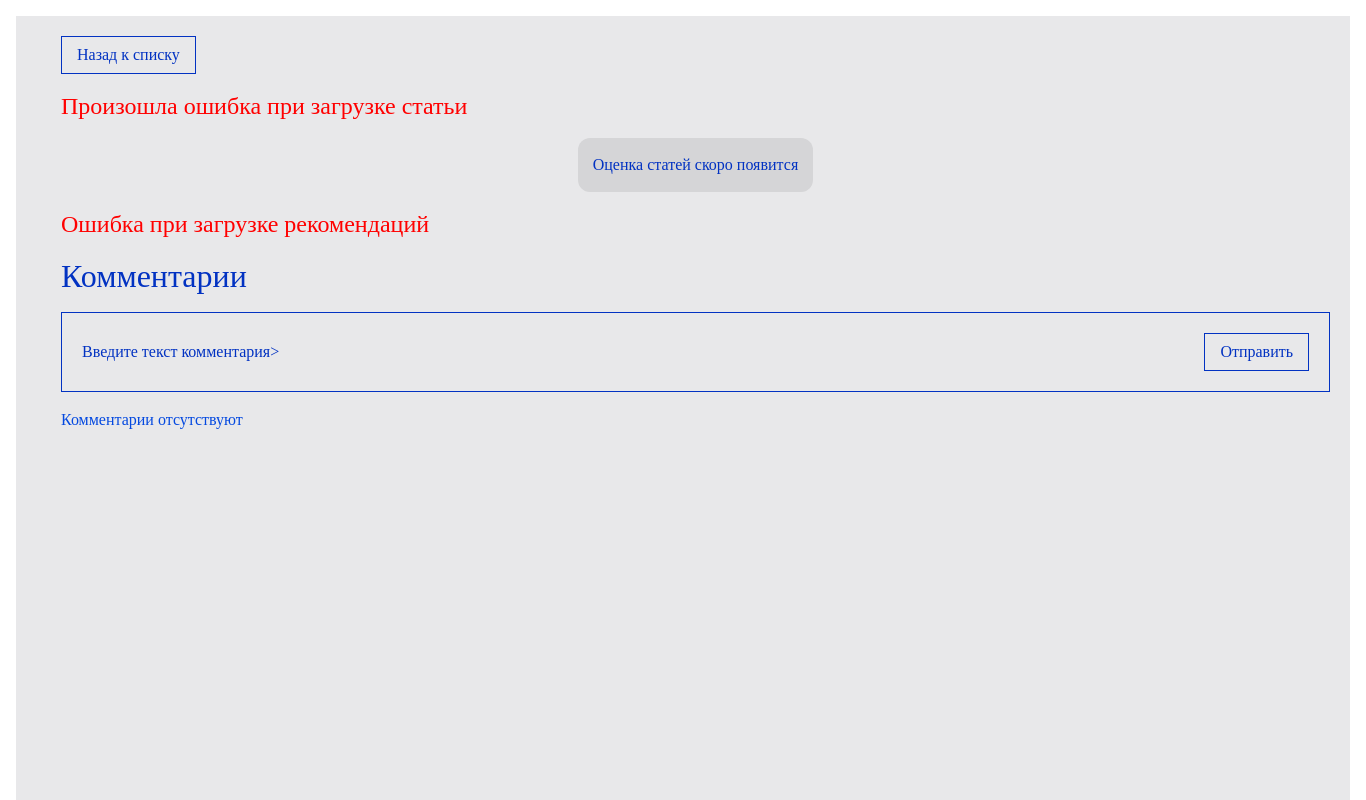 Назад к списку
Произошла ошибка при загрузке статьи
Оценка статей скоро появится
Ошибка при загрузке рекомендаций
Комментарии
Введите текст комментария>
Отправить
Комментарии отсутствуют